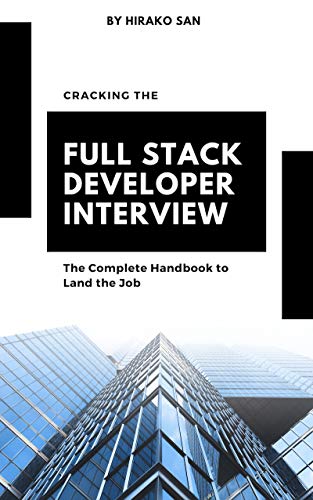 BY HIRAKO SAN
CRACKING THE
FULL STACK
DEVELOPER
INTERVIEW
The Complete Handbook to
Land the Job